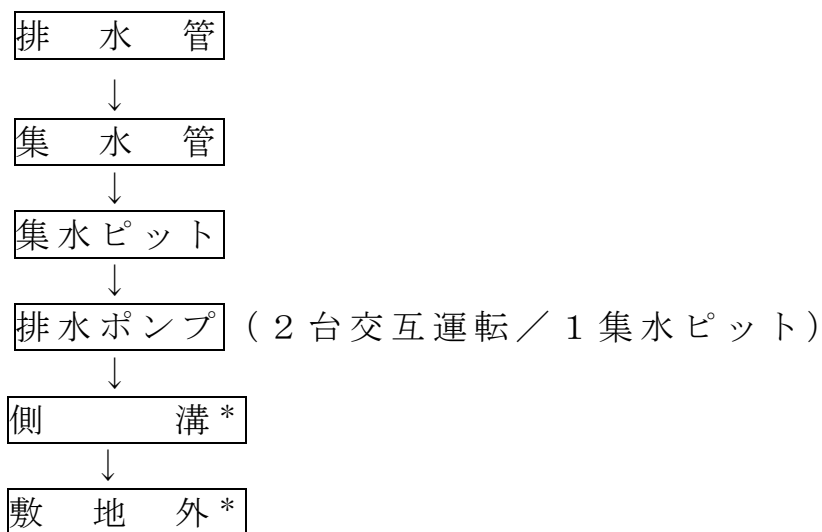 排水管
↓
集水管
↓
集水ピット
↓
排水ポンプ（２台交互運転／１集水ピット）
↓
側溝*
↓
敷地外*